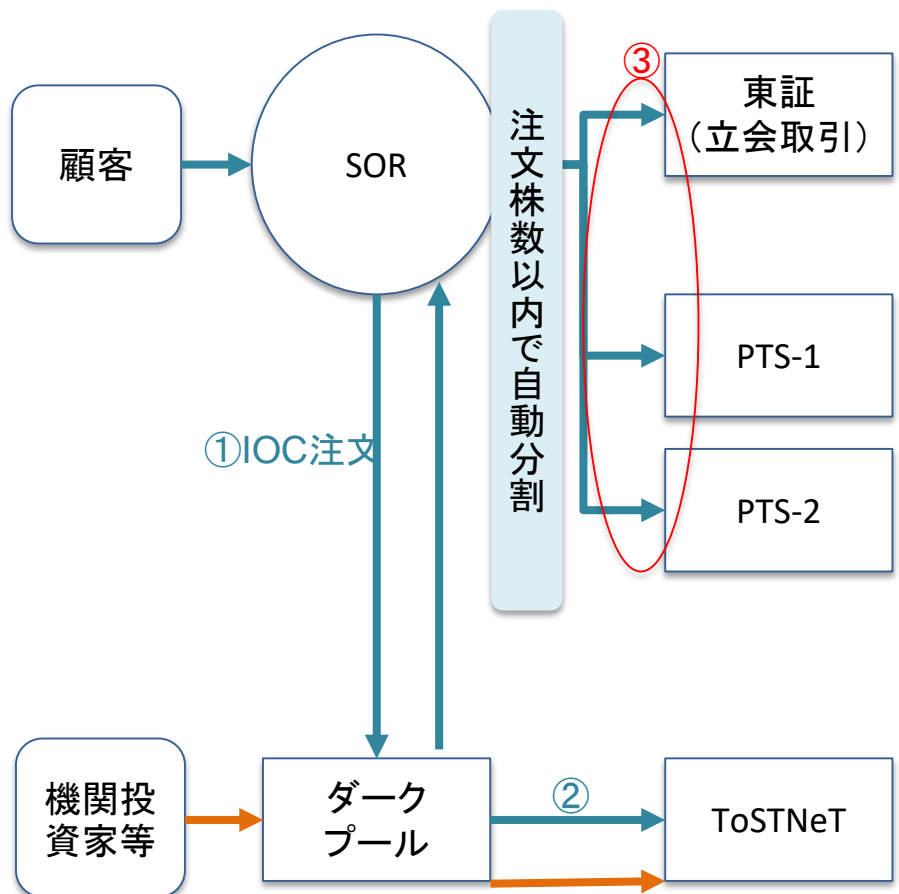 ③
東証
（立会取引）
顧客
SOR
注文株数以内で自動分割
PTS-1
①IOC注文
PTS-2
機関投
資家等
ダーク
プール
②
ToSTNeT